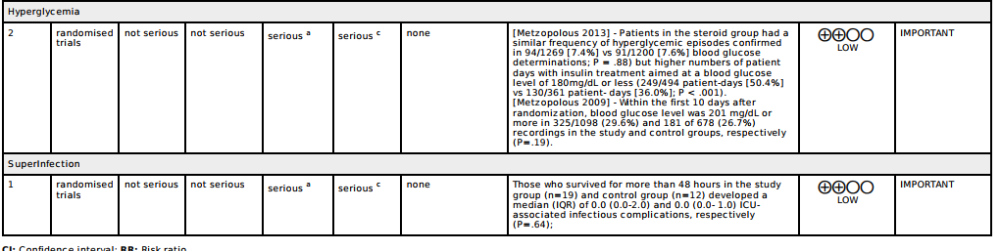 Hyperglycemia
2 randomised trials not serious not serious serious a serious c none [Metzopolous 2013] - Patients in the steroid group had a
similar frequency of hyperglycemic episodes confirmed
in 94/1269 [7.4%] vs 91/1200 [7.6%] blood glucose
determinations; P = .88) but higher numbers of patient
days with insulin treatment aimed at a blood glucose
level of 180mg/dL or less (249/494 patient-days [50.4%]
vs 130/361 patient- days [36.0%]; P < .001).
[Metzopolous 2009] - Within the first 10 days after
randomization, blood glucose level was 201 mg/dL or
more in 325/1098 (29.6%) and 181 of 678 (26.7%)
recordings in the study and control groups, respectively
(P=.19).
⊕⊕○○
LOW
IMPORTANT
SuperInfection
1 randomised trials not serious not serious serious a serious c none Those who survived for more than 48 hours in the study
group (n=19) and control group (n=12) developed a
median (IQR) of 0.0 (0.0-2.0) and 0.0 (0.0- 1.0) ICU-
associated infectious complications, respectively
(P=.64);
⊕⊕○○
LOW
IMPORTANT
CI: Confidence interval; RR: Risk ratio